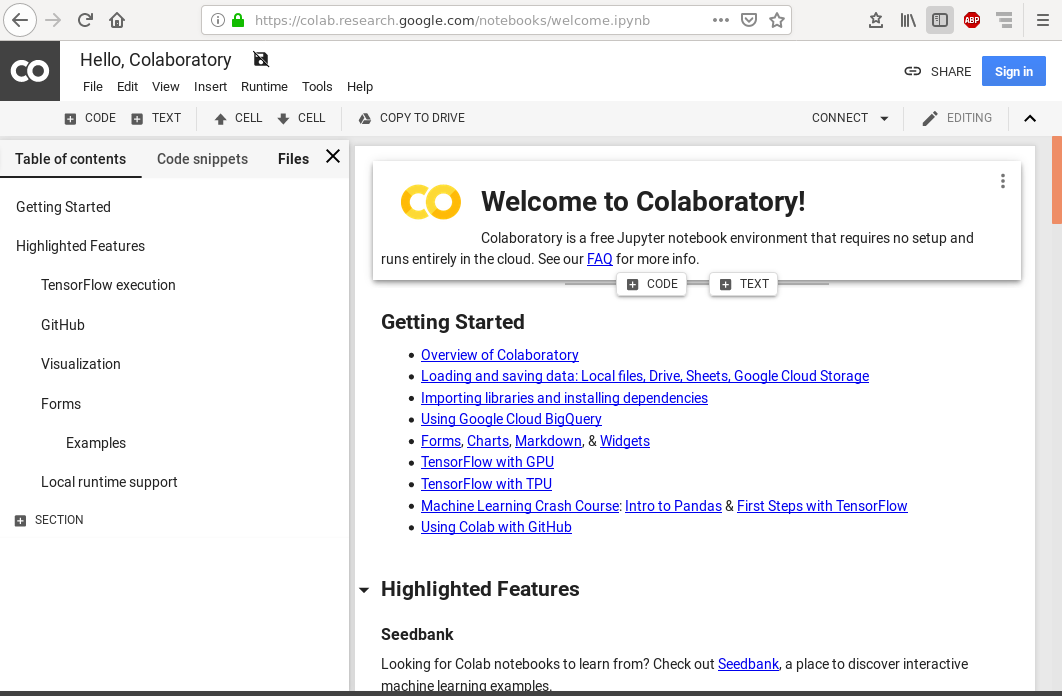 https://colab.research.google.com/notebooks/welcome.ipynb
ABP
CO
Hello, Colaboratory
File Edit View Insert Runtime Tools Help
SHARE
Sign in
CODE TEXT CELL CELL COPY TO DRIVE CONNECT EDITING
Table of contents Code snippets Files
Getting Started
Highlighted Features
TensorFlow execution
GitHub
Visualization
Forms
Examples
Local runtime support
SECTION
CO
Welcome to Colaboratory!
Colaboratory is a free Jupyter notebook environment that requires no setup and
runs entirely in the cloud. See our FAQ for more info.
CODE TEXT
Getting Started
• Overview of Colaboratory
• Loading and saving data: Local files, Drive, Sheets, Google Cloud Storage
• Importing libraries and installing dependencies
• Using Google Cloud BigQuery
• Forms, Charts, Markdown, & Widgets
• TensorFlow with GPU
• TensorFlow with TPU
• Machine Learning Crash Course: Intro to Pandas & First Steps with TensorFlow
• Using Colab with GitHub
Highlighted Features
Seedbank
Looking for Colab notebooks to learn from? Check out Seedbank, a place to discover interactive
machine learning examples.